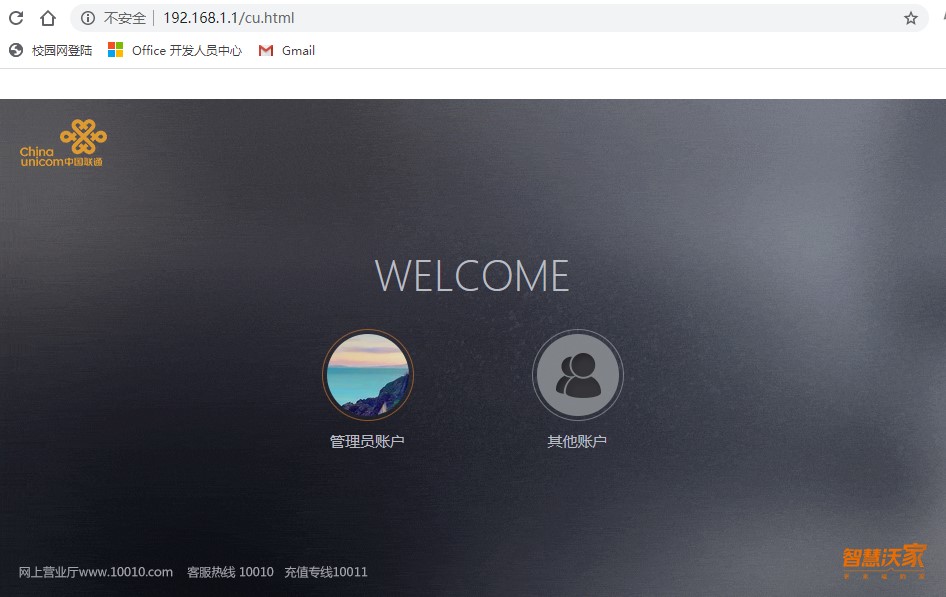 不安全 192.168.1.1/cu.html
校园网登陆 Office 开发人员中心 Gmail
China
unicom中国联通
WELCOME
管理员账户 其他账户
智慧沃家
网上营业厅www.10010.com 客服热线 10010 充值专线10011